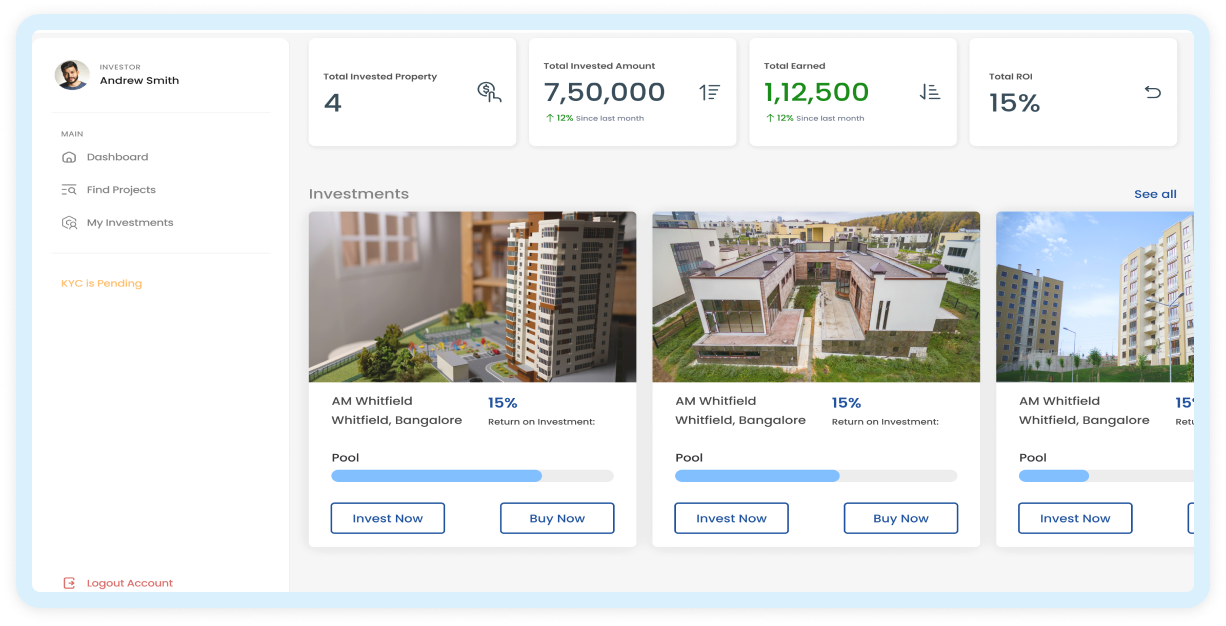 INVESTOR
Andrew Smith
MAIN
Dashboard
Find Projects
My Investments
KYC is Pending
Logout Account
Total Invested Property
4
Total Invested Amount
7,50,000
12% Since last month
Total Earned
1,12,500
12% Since last month
Total ROI
15%
Investments
See all
AM Whitfield
Whitfield, Bangalore
15%
Return on Investment:
Pool
Invest Now
Buy Now
AM Whitfield
Whitfield, Bangalore
15%
Return on Investment:
Pool
Invest Now
Buy Now
AM Whitfield
Whitfield, Bangalore
Pool
Invest Now